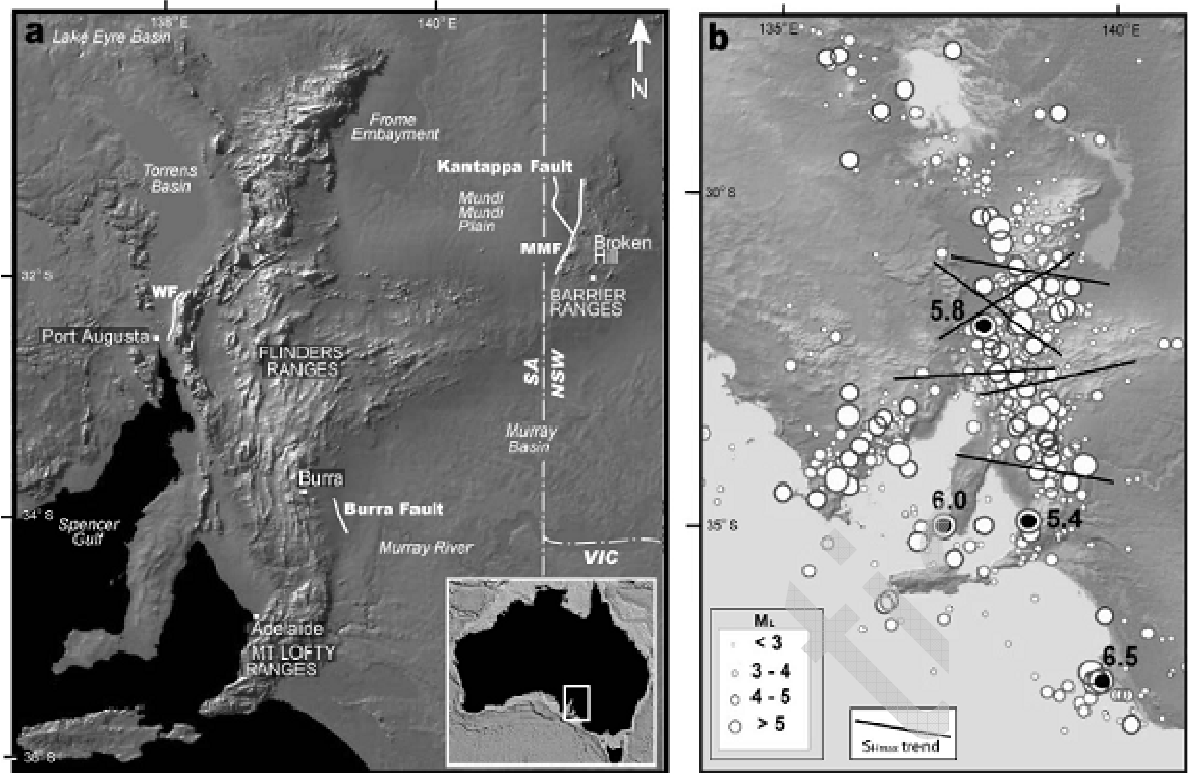 a
138° E
140° E
Lake Eyre Basin
N
Frome
Embayment
Kantappa Fault
Torrens
Basin
Mundi
Mundi
Plain
MMF
Broken
Hill
32° S
WF
BARRIER
RANGES
Port Augusta
FLINDERS
RANGES
SA
NSW
Murray
Basin
Burra
Burra Fault
34° S
Spencer
Gulf
Murray River
VIC
Adelaide
MT LOFTY
RANGES
36° S
b
135° E
140° E
30° S
5.8
6.0
5.4
35° S
6.5
ML
< 3
3 - 4
4 - 5
> 5
SHmax trend